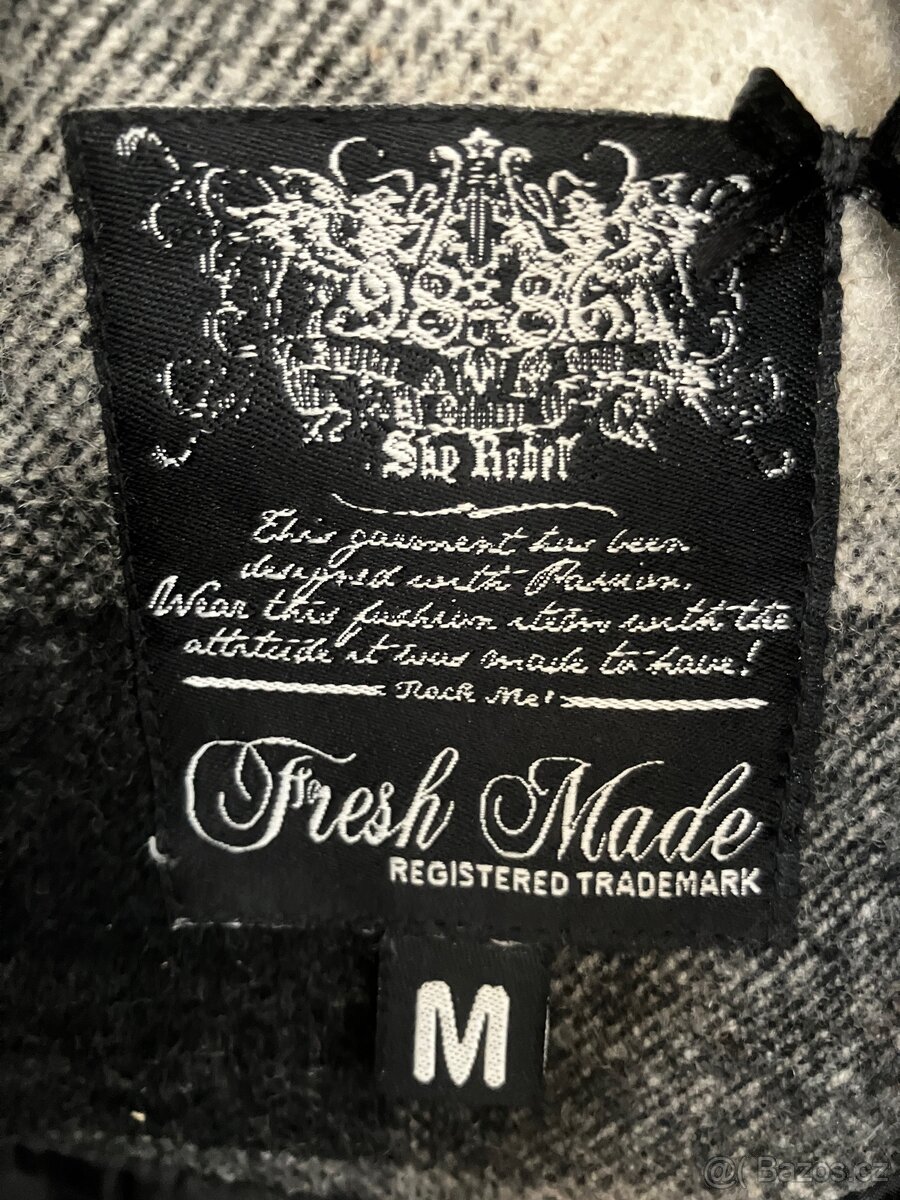 Shy Rebel
This garment has been
designed with Passion.
Wear this fashion item with the
attitude it was made to have!
Rock Me!
Fresh Made
REGISTERED TRADEMARK
M
@ Bazos.cz